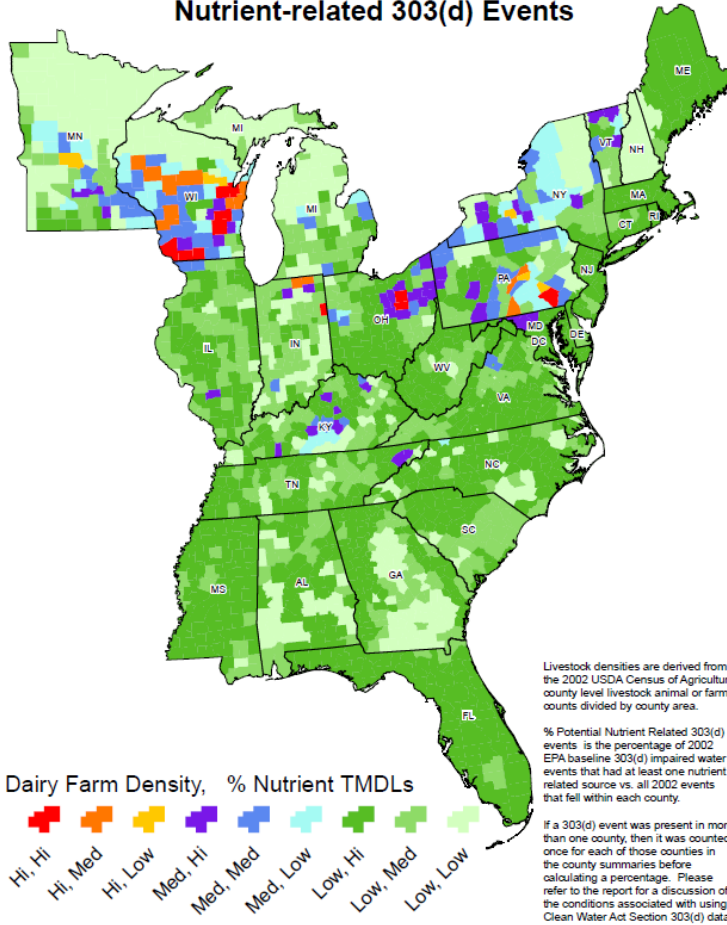 Nutrient-related 303(d) Events
ME
MN
MI
VT
NH
WI
NY
MA
MI
CT
RI
PA
NJ
OH
MD
DE
IL
IN
DC
WV
VA
KY
NC
TN
SC
MS
AL
GA
FL
Livestock densities are derived from
the 2002 USDA Census of Agricultur
county level livestock animal or farm
counts divided by county area.
% Potential Nutrient Related 303(d)
events is the percentage of 2002
EPA baseline 303(d) impaired water
events that had at least one nutrient
related source vs. all 2002 events
that fell within each county.
If a 303(d) event was present in mor
than one county, then it was counted
once for each of those counties in
the county summaries before
calculating a percentage. Please
refer to the report for a discussion of
the conditions associated with using
Clean Water Act Section 303(d) data
Dairy Farm Density, % Nutrient TMDLs
Hi, Hi
Hi, Med
Hi, Low
Med, Hi
Med, Med
Med, Low
Low, Hi
Low, Med
Low, Low